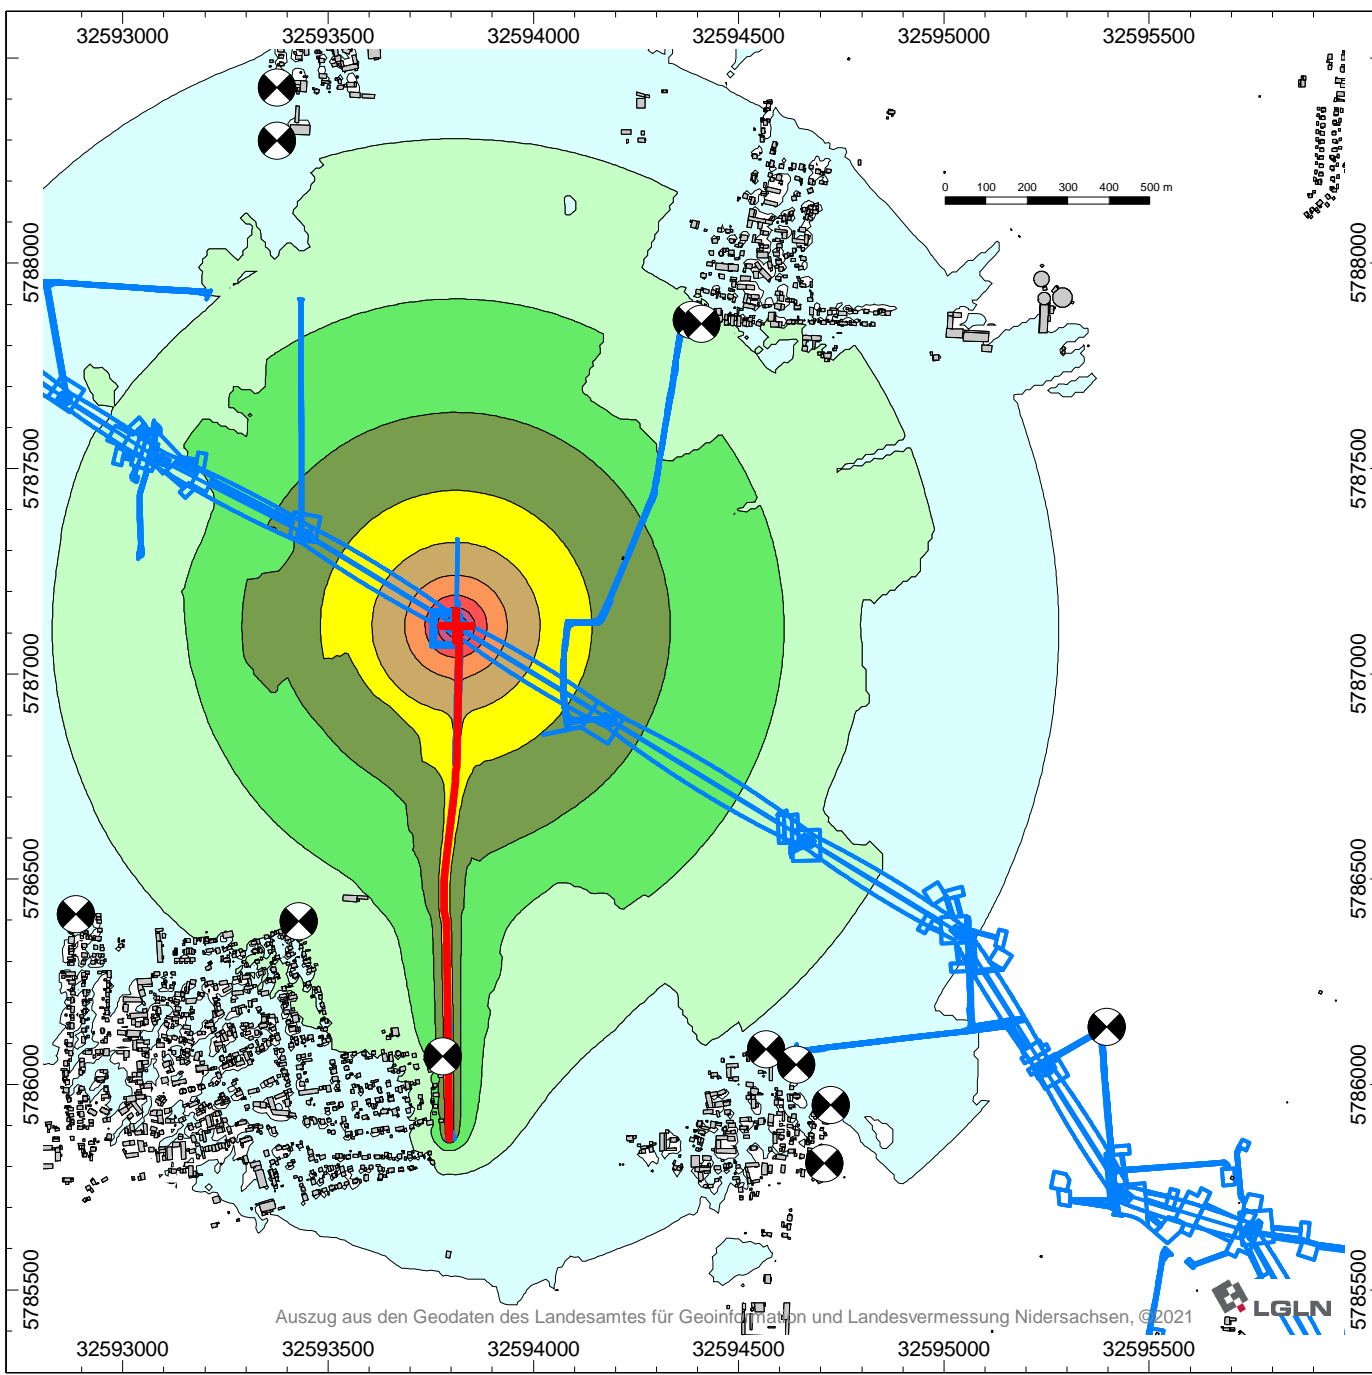 32593000 32593500 32594000 32594500 32595000 32595500
0 100 200 300 400 500 m
5788000 5788000
5787500 5787500
5787000 5787000
5786500 5786500
5786000 5786000
5785500 5785500
LGLN
Auszug aus den Geodaten des Landesamtes für Geoinformation und Landesvermessung Nidersachsen, ©2021
32593000 32593500 32594000 32594500 32595000 32595500